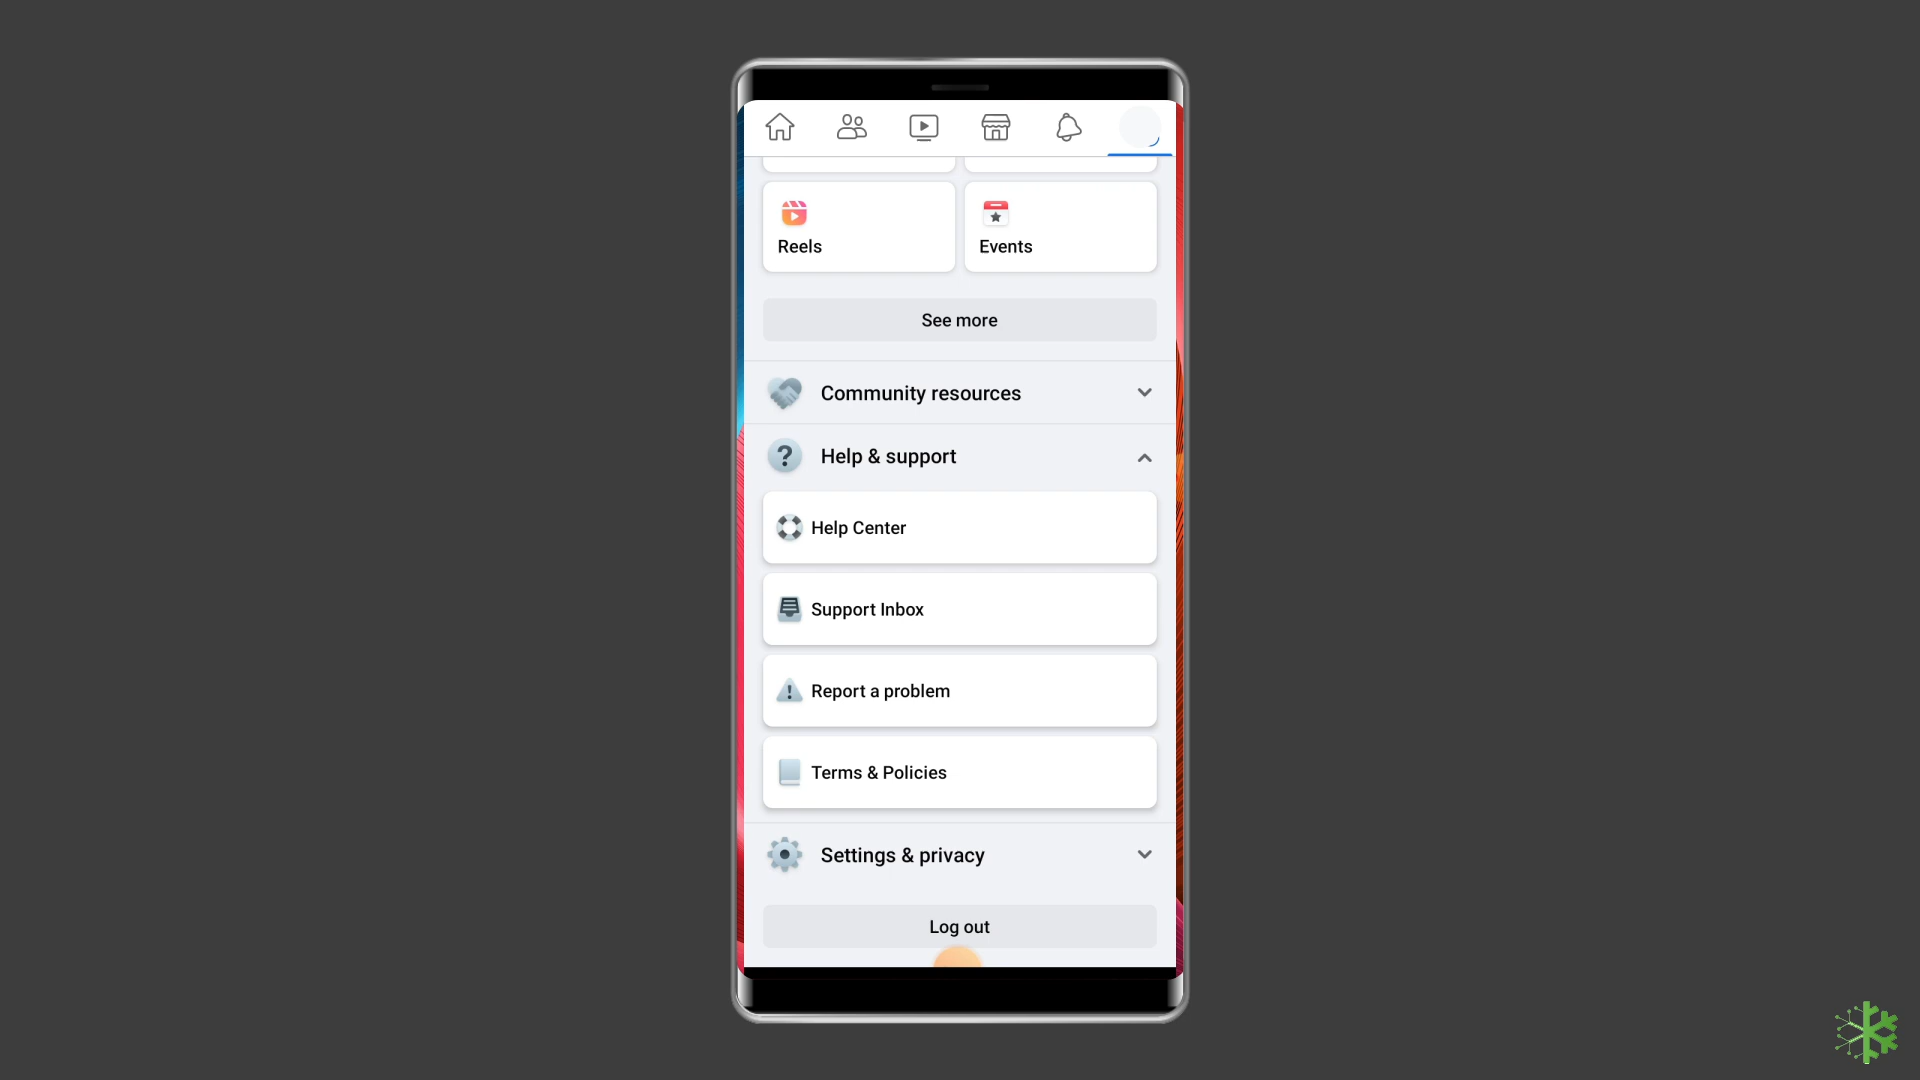 Reels
Events
See more
Community resources
Help & support
Help Center
Support Inbox
Report a problem
Terms & Policies
Settings & privacy
Log out